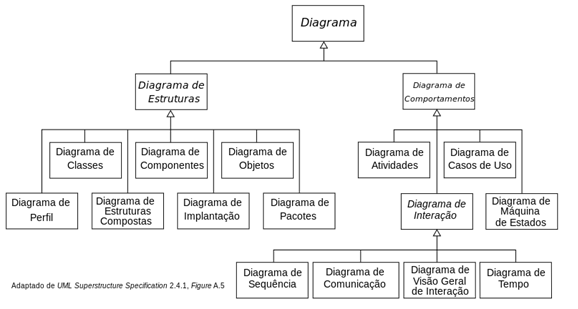 Diagrama
Diagrama de
Estruturas
Diagrama de
Comportamentos
Diagrama de
Classes
Diagrama de
Componentes
Diagrama de
Objetos
Diagrama de
Atividades
Diagrama de
Casos de Uso
Diagrama de
Perfil
Diagrama de
Estruturas
Compostas
Diagrama de
Implantação
Diagrama de
Pacotes
Diagrama de
Interação
Diagrama de
Máquina
de Estados
Diagrama de
Sequência
Diagrama de
Comunicação
Diagrama de
Visão Geral
de Interação
Diagrama de
Tempo
Adaptado de UML Superstructure Specification 2.4.1, Figure A.5